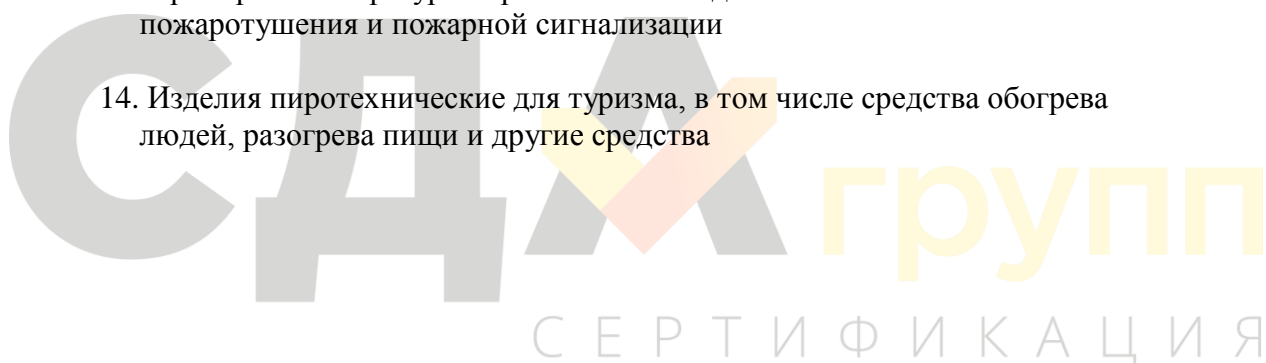 пожаротушения и пожарной сигнализации
14. Изделия пиротехнические для туризма, в том числе средства обогрева
людей, разогрева пищи и другие средства
СДА групп
СЕРТИФИКАЦИЯ